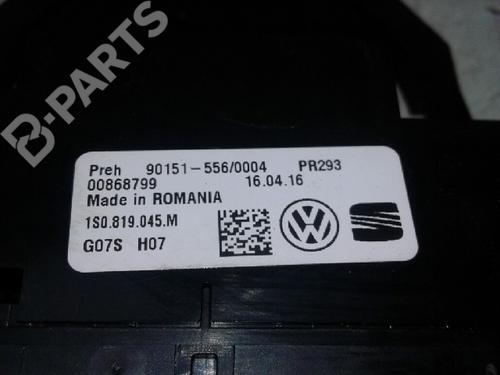 B-PARTS
Preh 90151-556/0004 PR293
00868799 16.04.16
Made in ROMANIA
1S0.819.045.M
G07S H07